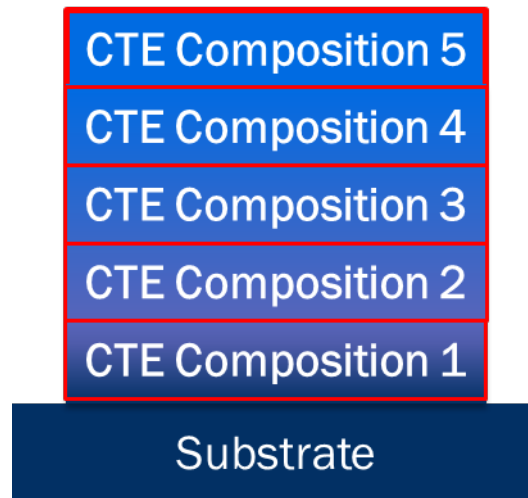 CTE Composition 5
CTE Composition 4
CTE Composition 3
CTE Composition 2
CTE Composition 1
Substrate